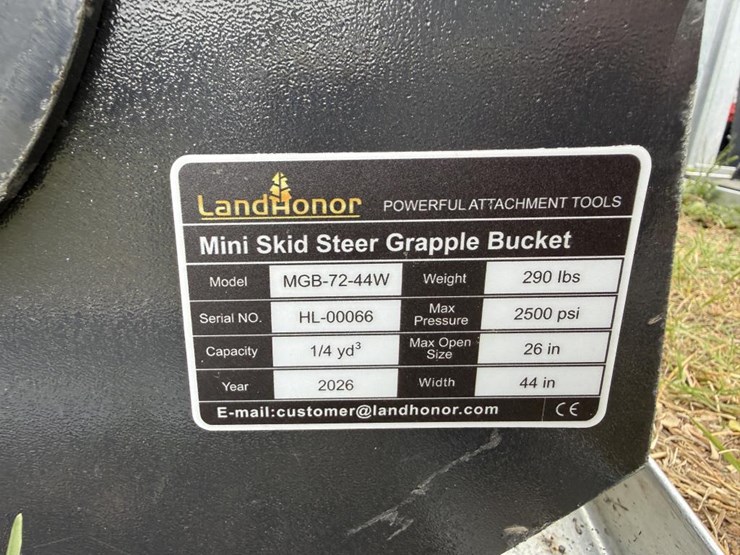 LandHonor POWERFUL ATTACHMENT TOOLS
Mini Skid Steer Grapple Bucket
Model MGB-72-44W Weight 290 lbs
Serial NO. HL-00066 Max Pressure 2500 psi
Capacity 1/4 yd³ Max Open Size 26 in
Year 2026 Width 44 in
E-mail:customer@landhonor.com CE